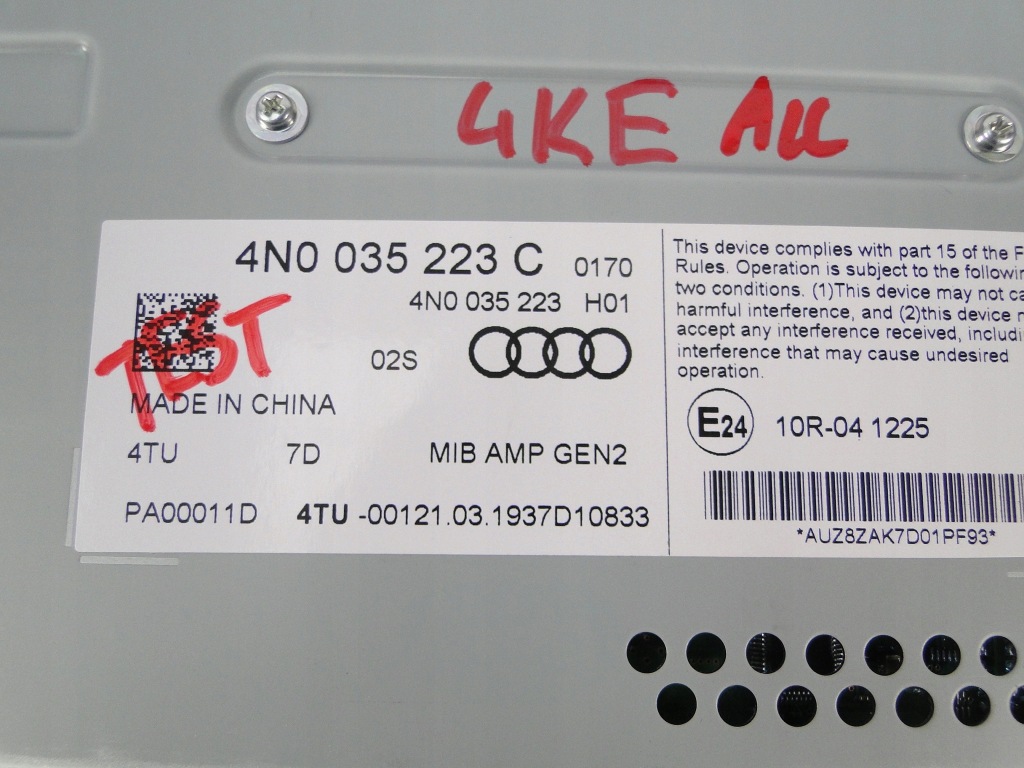 4KE ALL
4N0 035 223 C 0170
4N0 035 223 H01
TEST
02S
MADE IN CHINA
4TU 7D MIB AMP GEN2
PA00011D 4TU -00121.03.1937D10833
This device complies with part 15 of the F
Rules. Operation is subject to the followin
two conditions. (1)This device may not ca
harmful interference, and (2)this device
accept any interference received, includi
interference that may cause undesired
operation.
E24 10R-04 1225
*AUZ8ZAK7D01PF93*